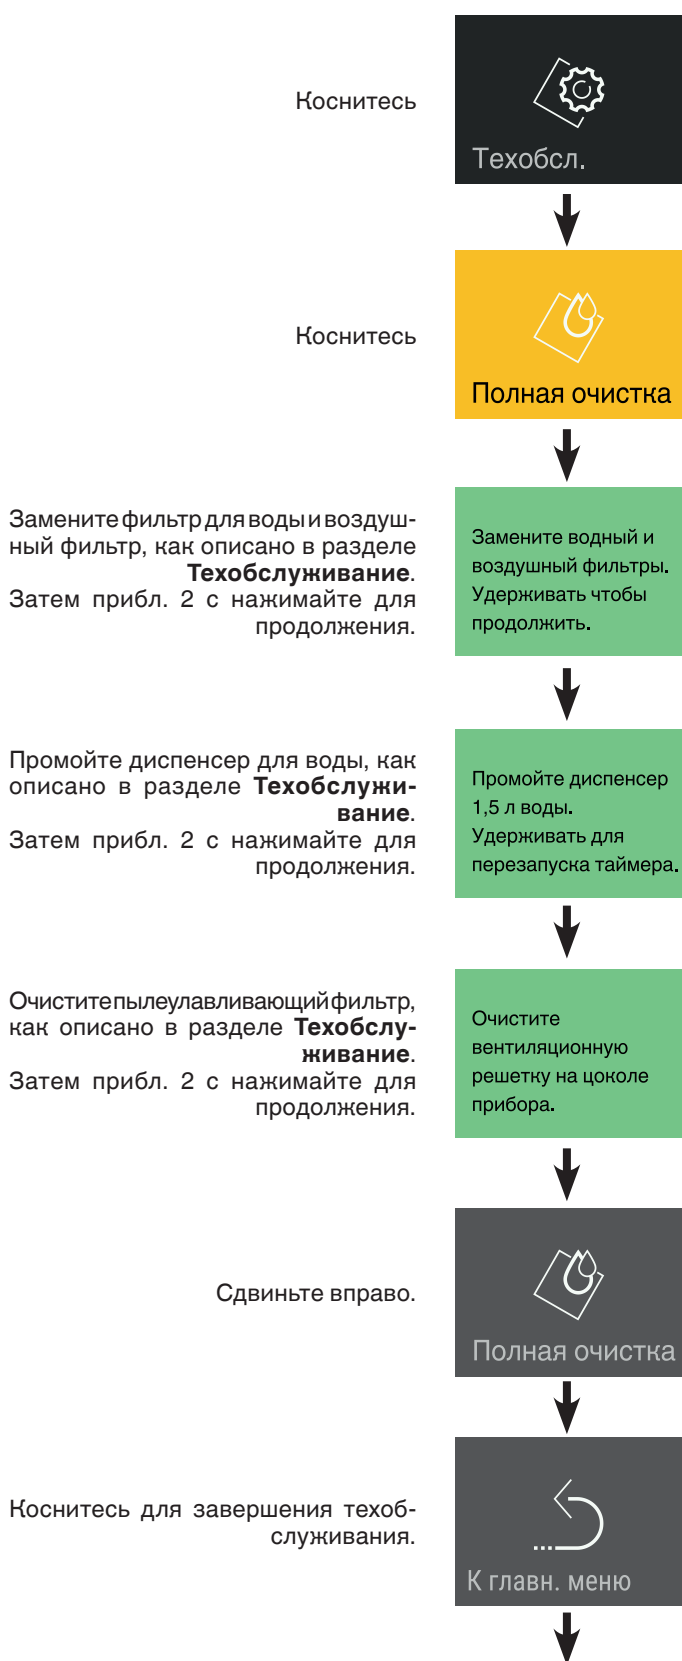 Коснитесь
Техобсл.
Коснитесь
Полная очистка
Замените фильтр для воды и воздуш-
ный фильтр, как описано в разделе
Техобслуживание.
Затем прибл. 2 с нажимайте для
продолжения.
Замените водный и
воздушный фильтры.
Удерживать чтобы
продолжить.
Промойте диспенсер для воды, как
описано в разделе Техобслужи-
вание.
Затем прибл. 2 с нажимайте для
продолжения.
Промойте диспенсер
1,5 л воды.
Удерживать для
перезапуска таймера.
Очистите пылеулавливающий фильтр,
как описано в разделе Техобслу-
живание.
Затем прибл. 2 с нажимайте для
продолжения.
Очистите
вентиляционную
решетку на цоколе
прибора.
Сдвиньте вправо.
Полная очистка
Коснитесь для завершения техоб-
служивания.
К главн. меню